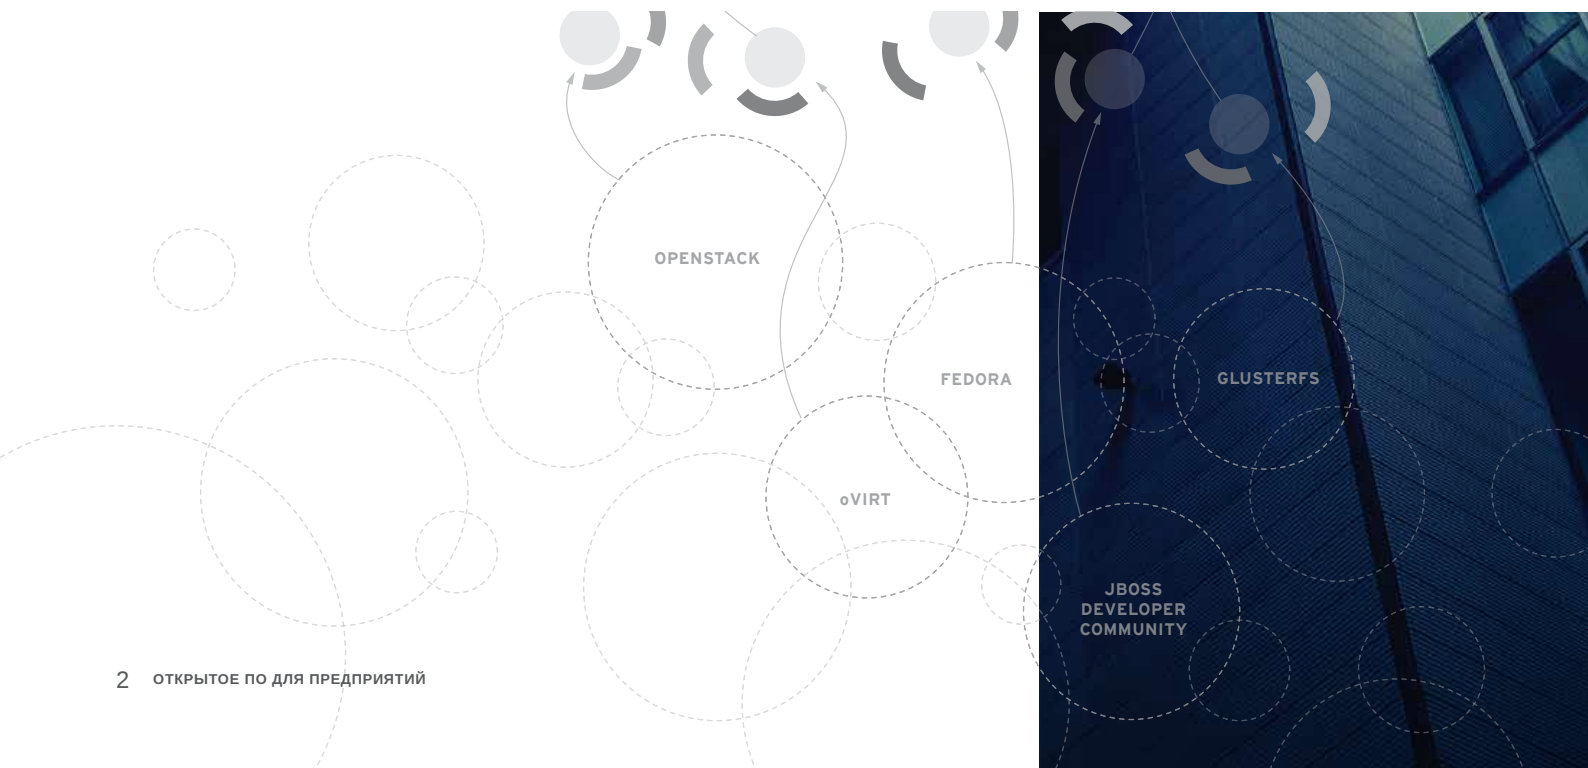 OPENSTACK
FEDORA
GLUSTERFS
oVIRT
JBOSS
DEVELOPER
COMMUNITY
2 ОТКРЫТОЕ ПО ДЛЯ ПРЕДПРИЯТИЙ